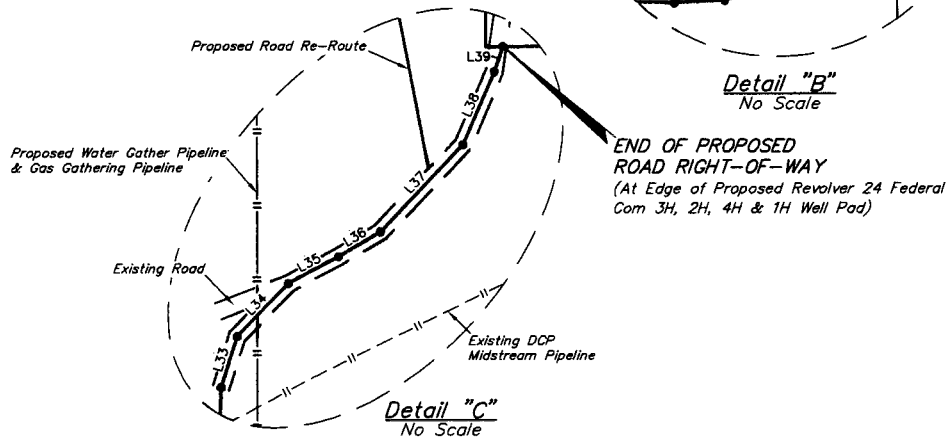 Proposed Road Re-Route
L39
L38
Detail "B"
No Scale
END OF PROPOSED
ROAD RIGHT-OF-WAY
(At Edge of Proposed Revolver 24 Federal
Com 3H, 2H, 4H & 1H Well Pad)
Proposed Water Gather Pipeline
& Gas Gathering Pipeline
L37
L36
L35
Existing Road
L34
L33
Existing DCP
Midstream Pipeline
Detail "C"
No Scale